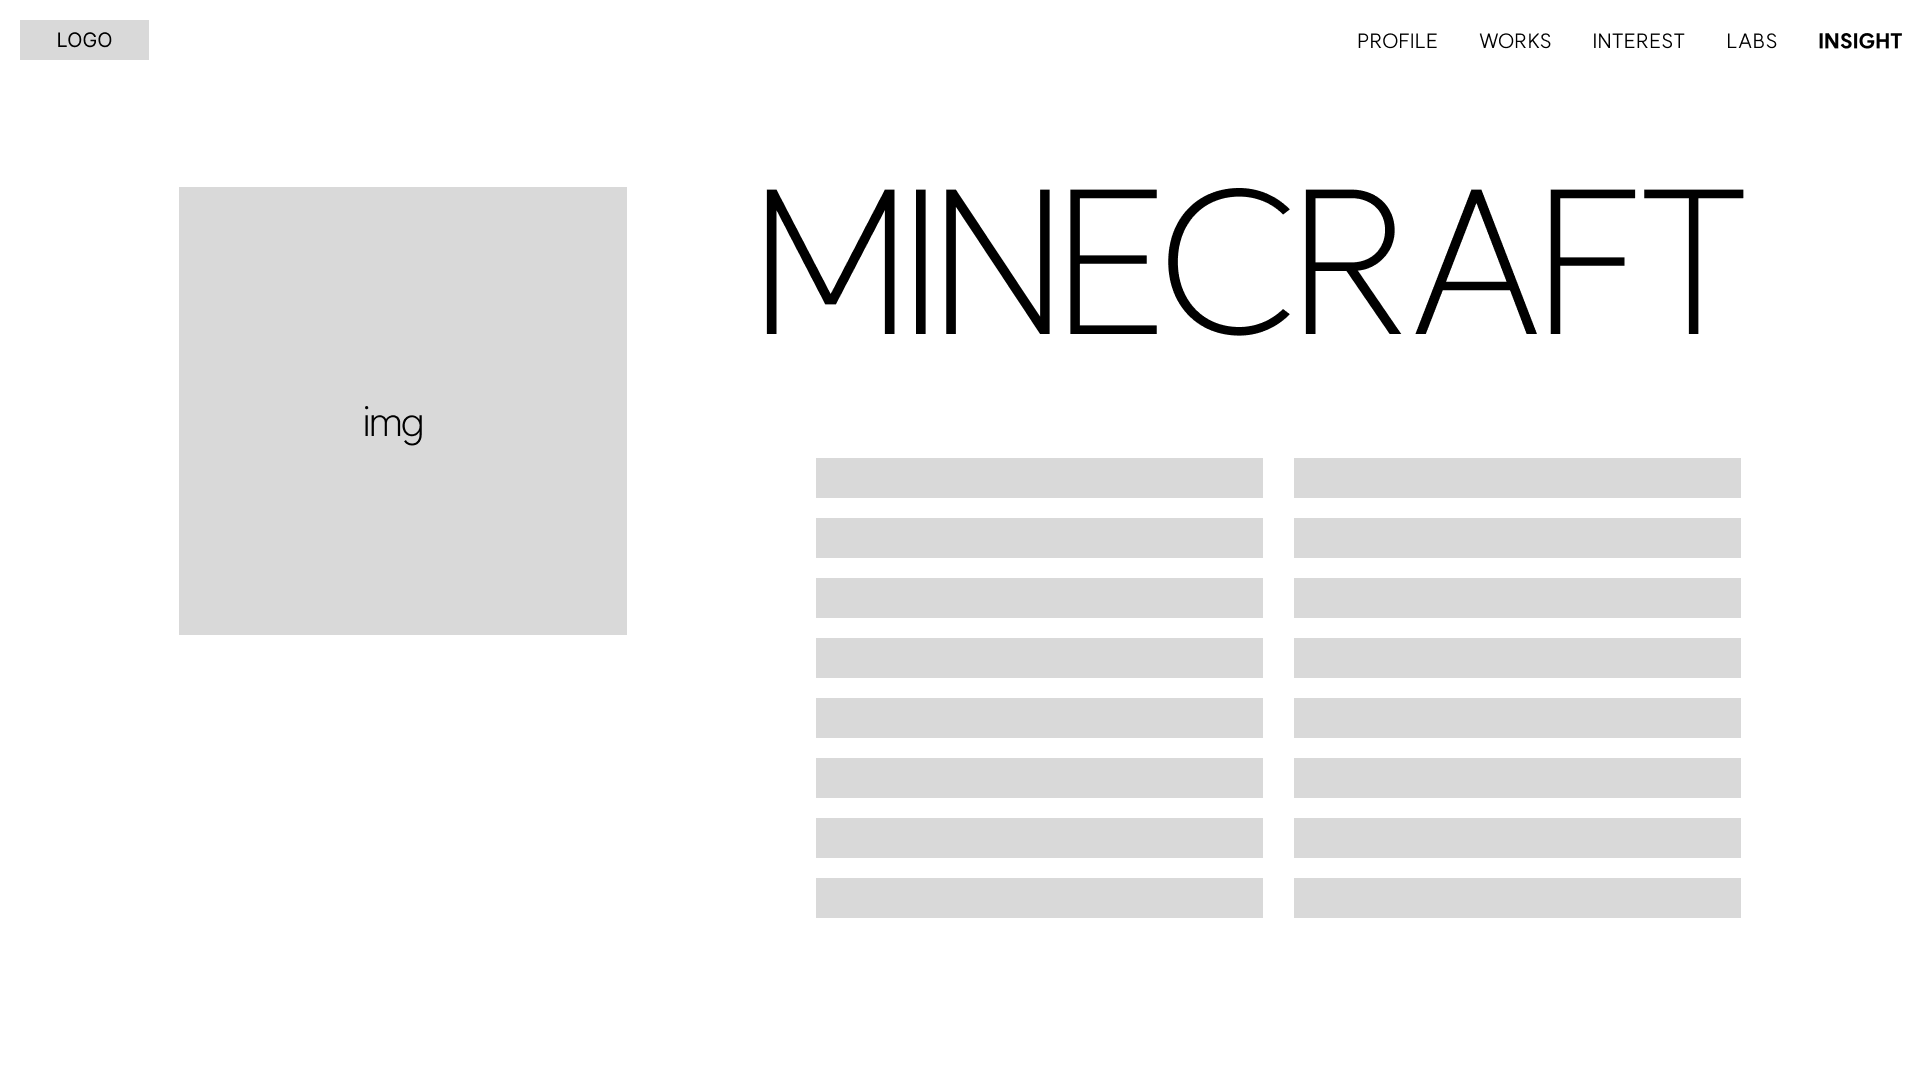 LOGO
PROFILE WORKS INTEREST LABS INSIGHT
MINECRAFT
img